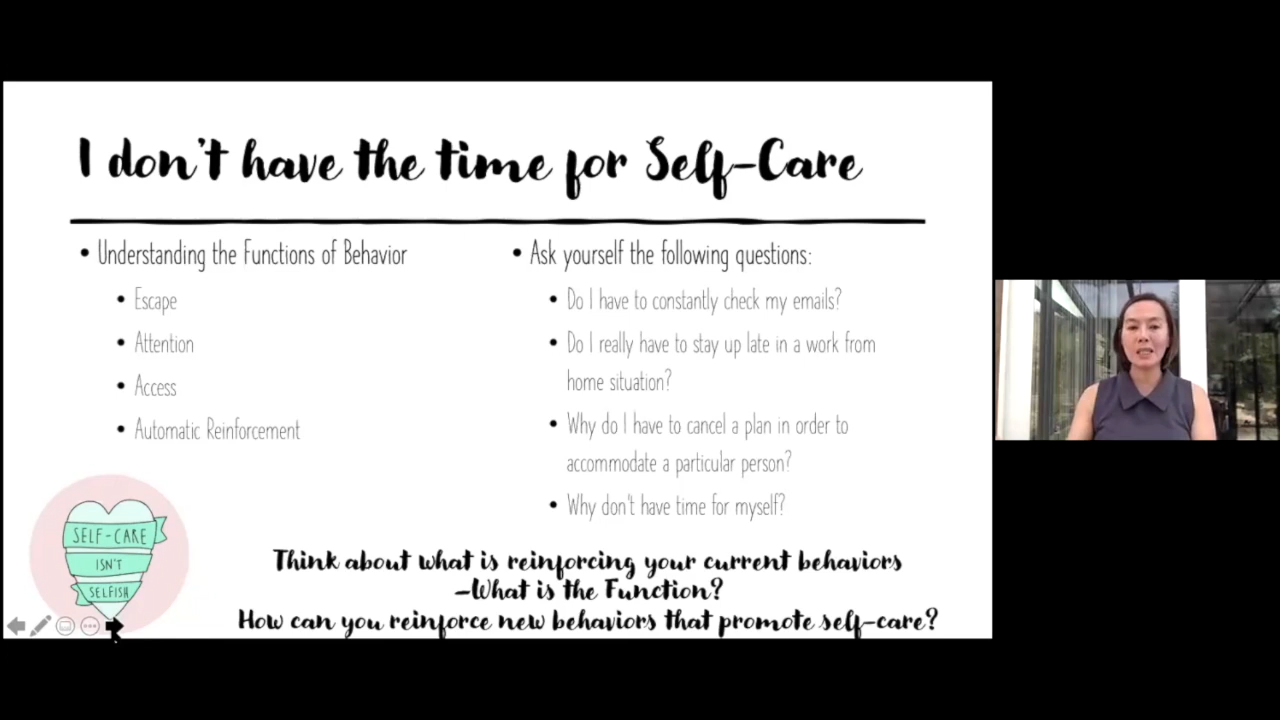 I don't have the time for Self-Care
• Understanding the Functions of Behavior
• Escape
• Attention
• Access
• Automatic Reinforcement
• Ask yourself the following questions:
• Do I have to constantly check my emails?
• Do I really have to stay up late in a work from
home situation?
• Why do I have to cancel a plan in order to
accommodate a particular person?
• Why don't have time for myself?
SELF-CARE
ISN'T
SELFISH
Think about what is reinforcing your current behaviors
-What is the Function?
How can you reinforce new behaviors that promote self-care?